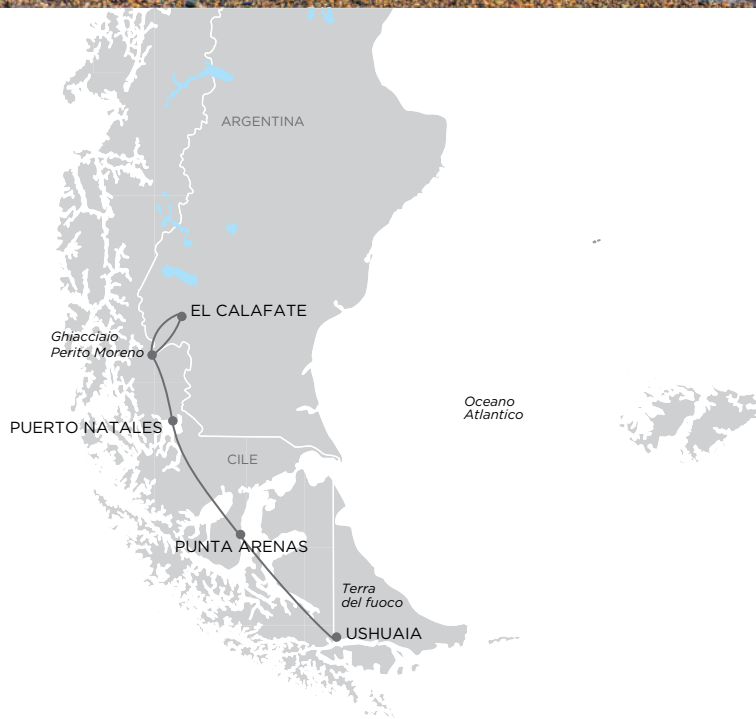 ARGENTINA
EL CALAFATE
Ghiacciaio
Perito Moreno
Oceano
Atlantico
PUERTO NATALES
CILE
PUNTA ARENAS
Terra
del fuoco
USHUAIA